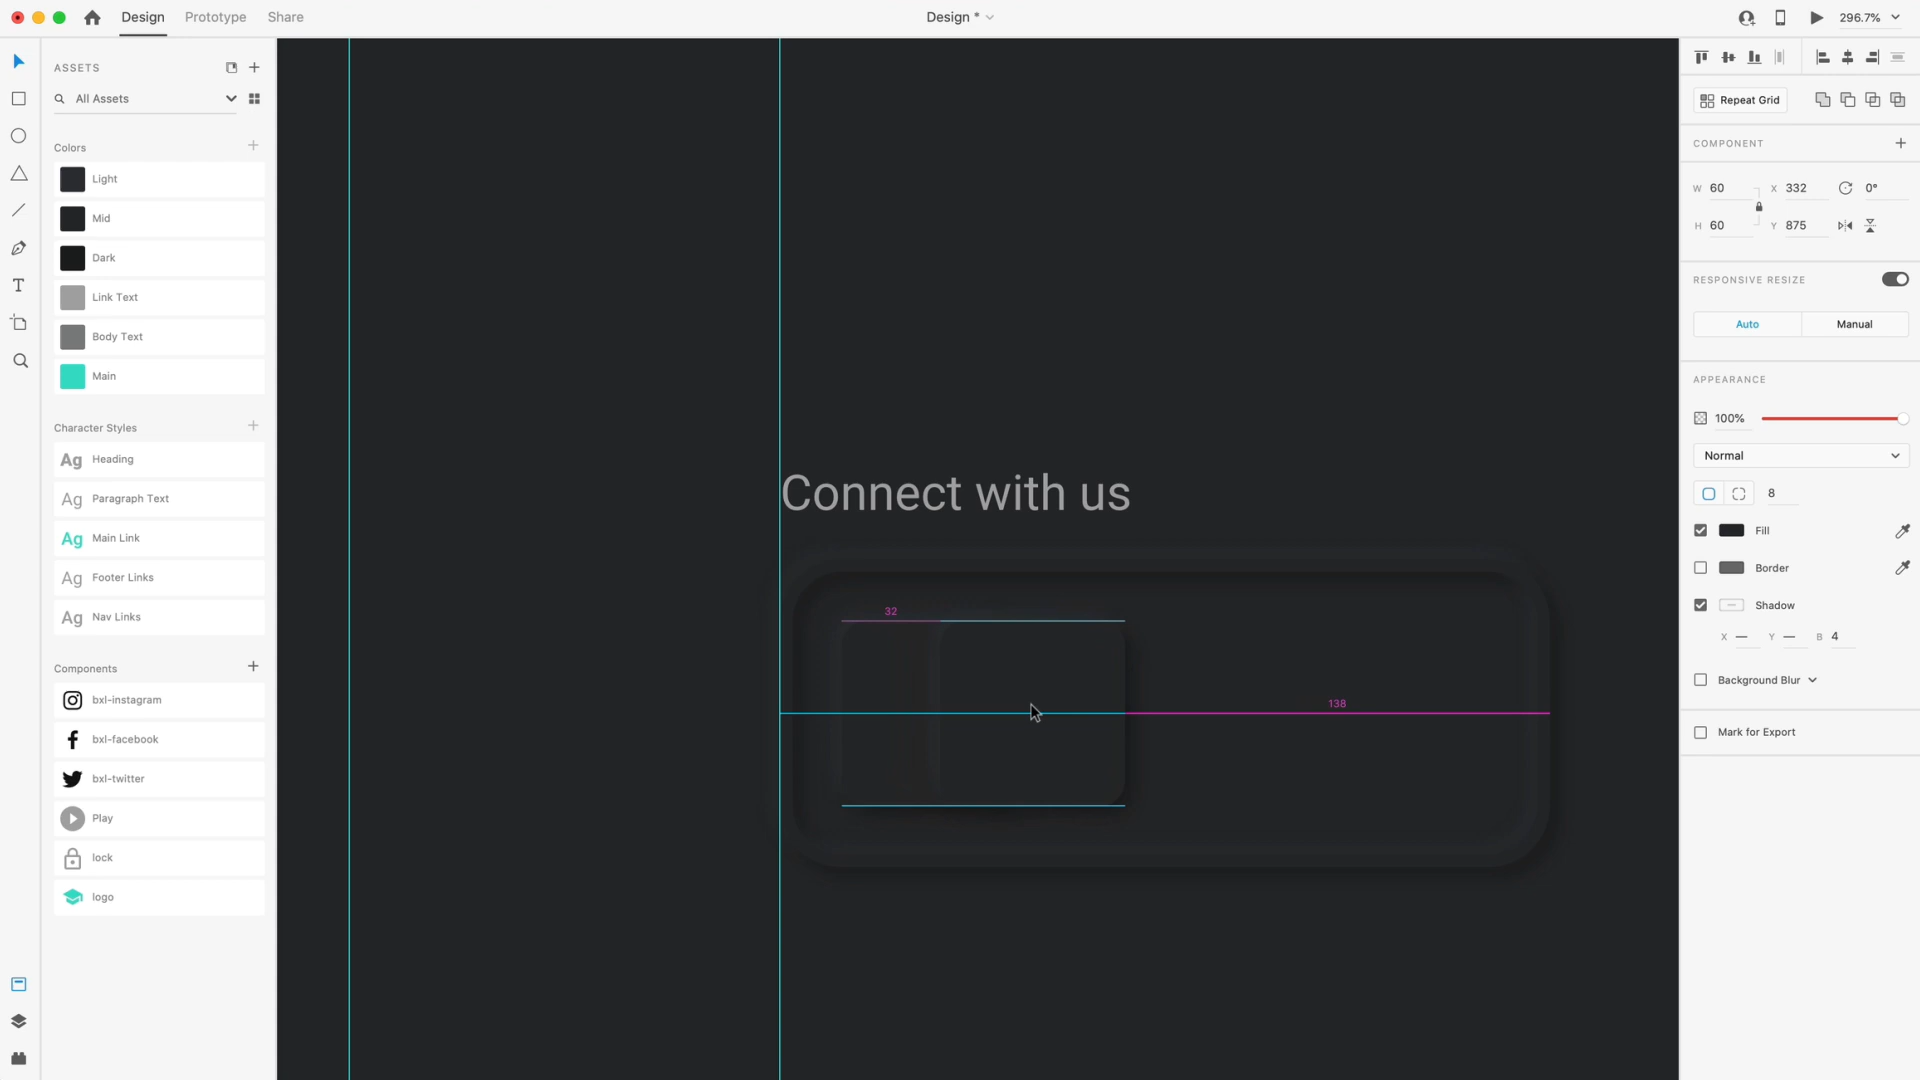 Design
Prototype
Share
Design *
296.7%
ASSETS
All Assets
Colors
Light
Mid
Dark
Link Text
Body Text
Main
Character Styles
Ag Heading
Ag Paragraph Text
Ag Main Link
Ag Footer Links
Ag Nav Links
Components
bxl-instagram
bxl-facebook
bxl-twitter
Play
lock
logo
Connect with us
32
138
Repeat Grid
COMPONENT
W 60 X 332 0°
H 60 Y 875
RESPONSIVE RESIZE
Auto Manual
APPEARANCE
100%
Normal
8
Fill
Border
Shadow
X — Y — B 4
Background Blur
Mark for Export